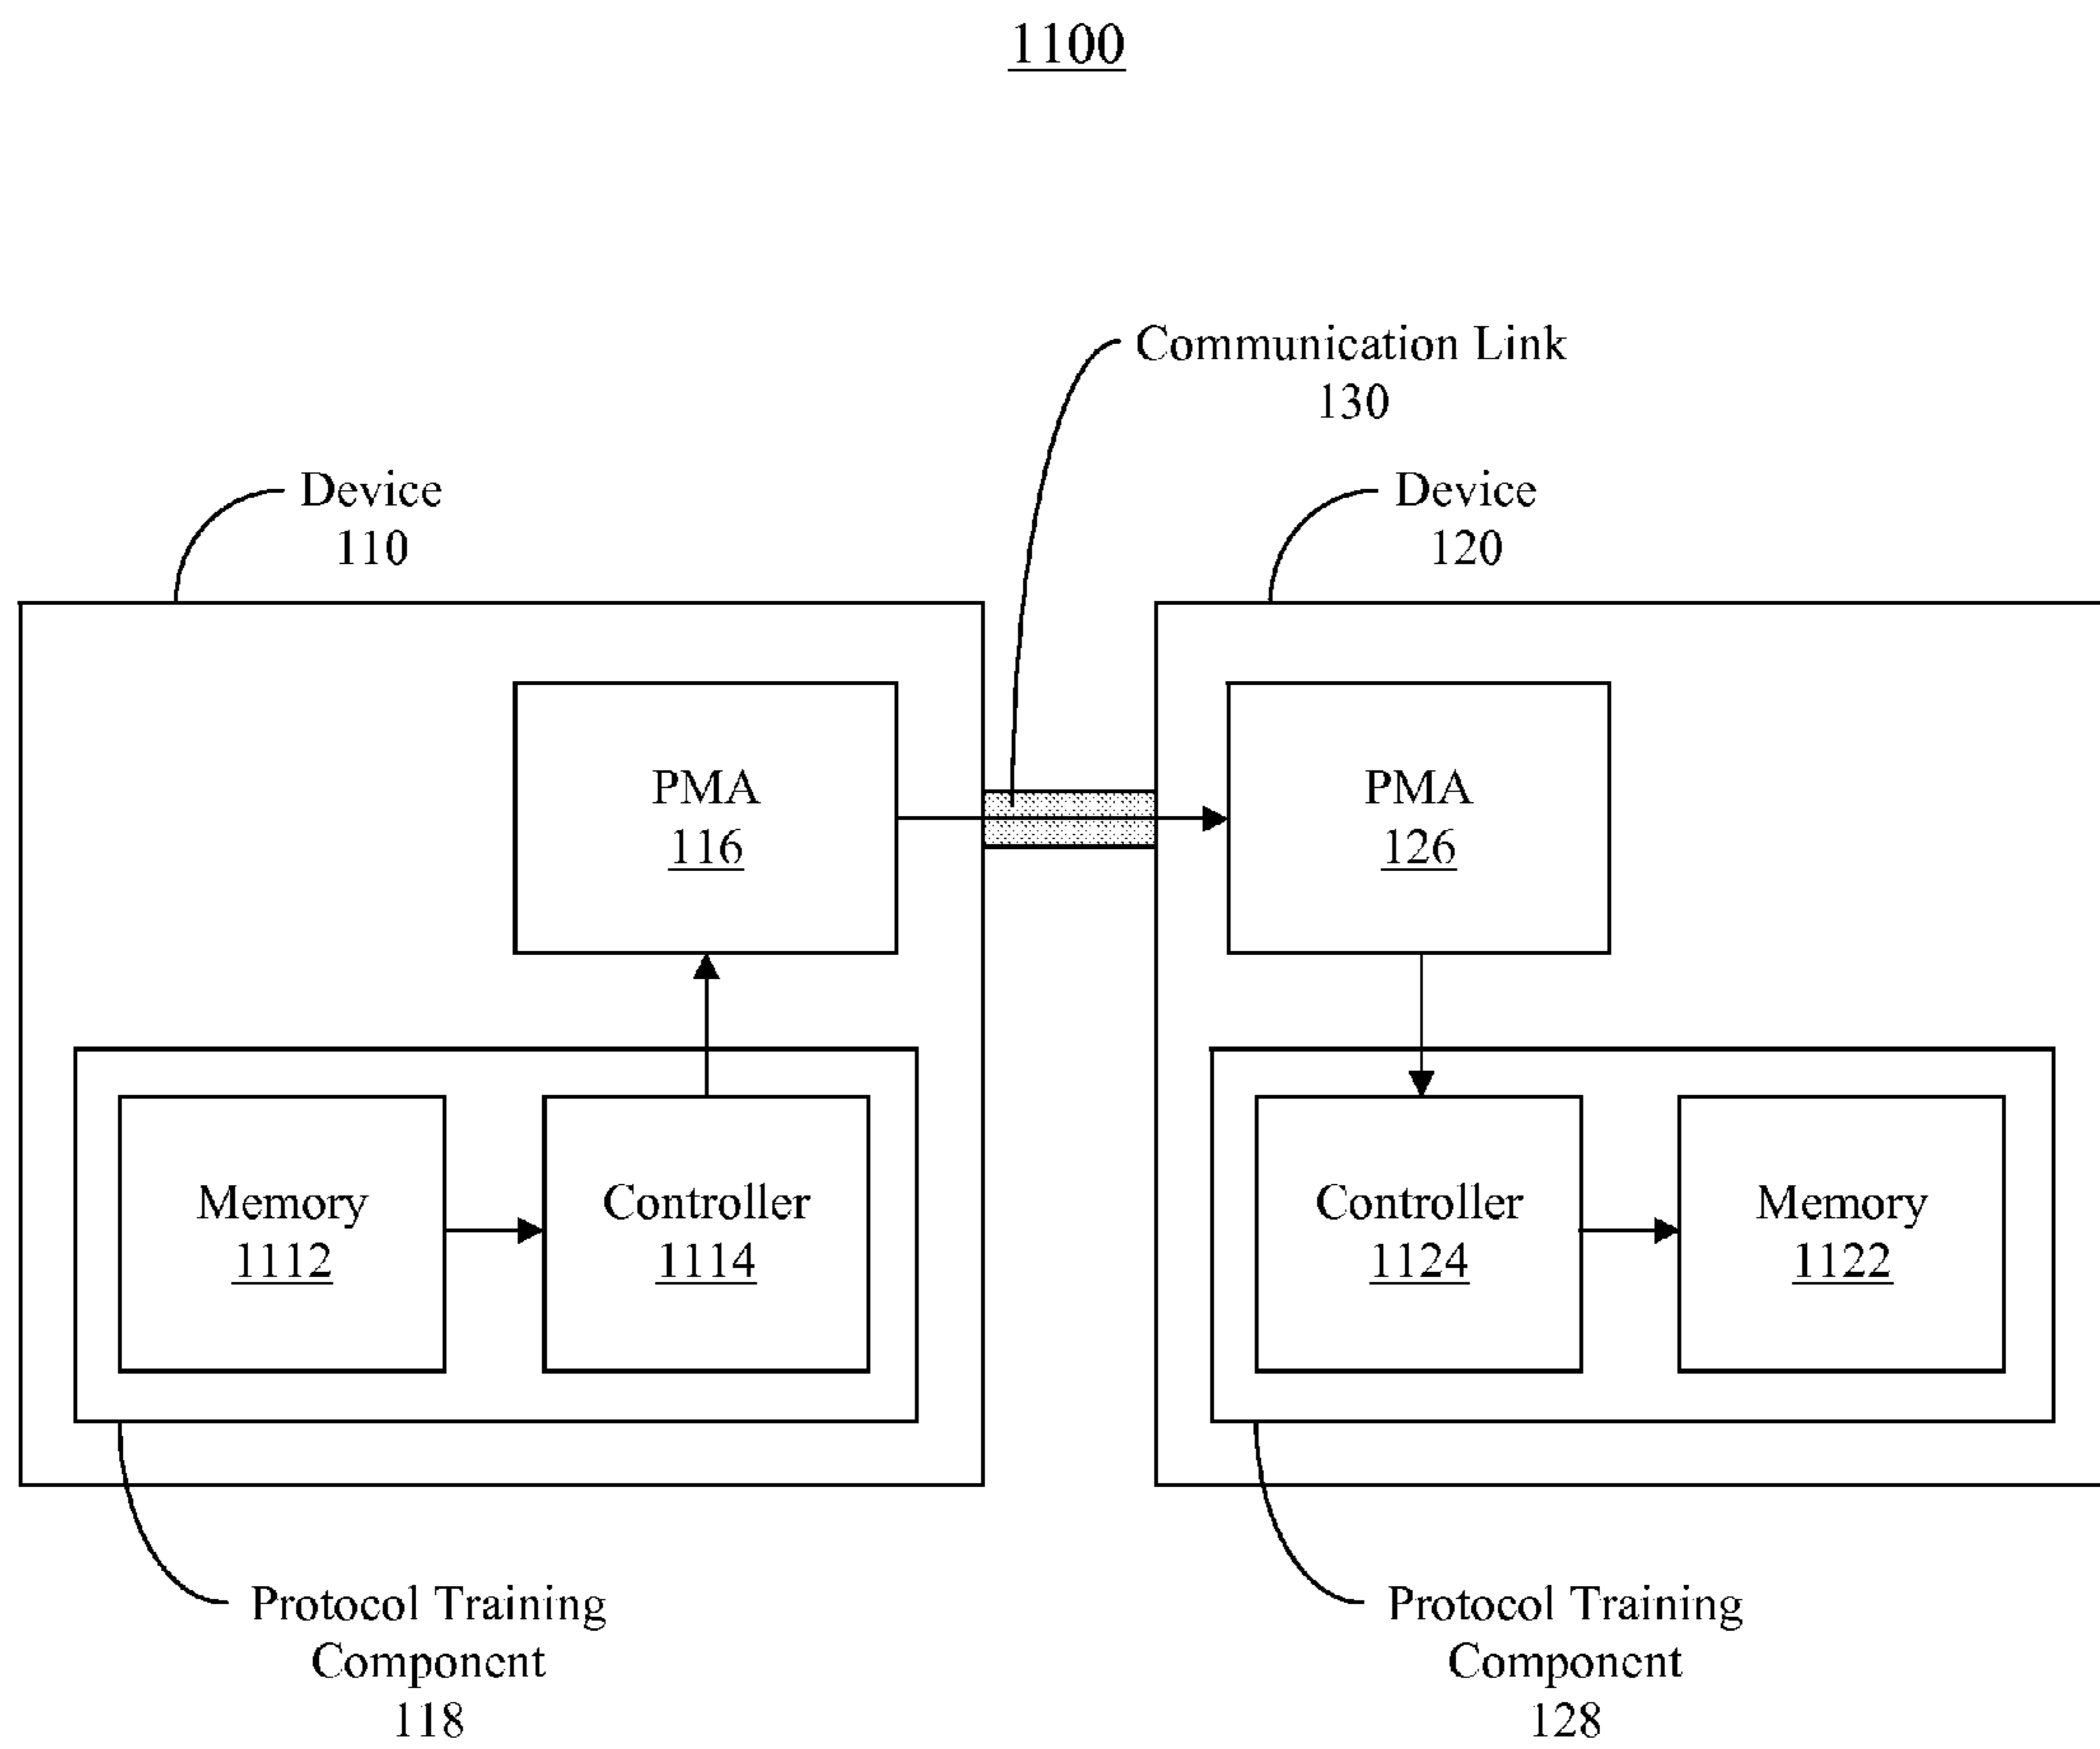 1100
Communication Link
130
Device
110
Device
120
PMA
116
PMA
126
Memory
1112
Controller
1114
Controller
1124
Memory
1122
Protocol Training
Component
118
Protocol Training
Component
128